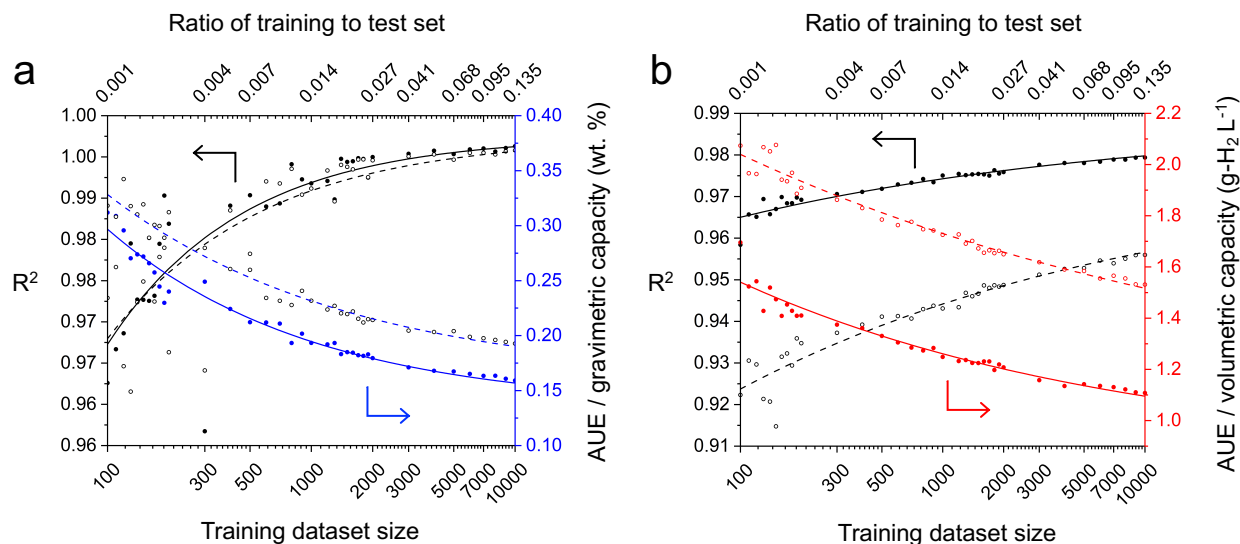 Ratio of training to test set
a
0.001 0.004 0.007 0.014 0.027 0.041 0.068 0.095 0.135
1.00
1.00
0.99
0.98
0.98
0.97
0.97
0.96
0.96
R²
0.40
0.35
0.30
0.25
0.20
0.15
0.10
AUE / gravimetric capacity (wt. %)
100 300 500 1000 2000 3000 5000 7000 10000
Training dataset size
Ratio of training to test set
b
0.001 0.004 0.007 0.014 0.027 0.041 0.068 0.095 0.135
0.99
0.98
0.97
0.96
0.95
0.94
0.93
0.92
0.91
R²
2.2
2.0
1.8
1.6
1.4
1.2
1.0
AUE / volumetric capacity (g-H₂ L⁻¹)
100 300 500 1000 2000 3000 5000 7000 10000
Training dataset size